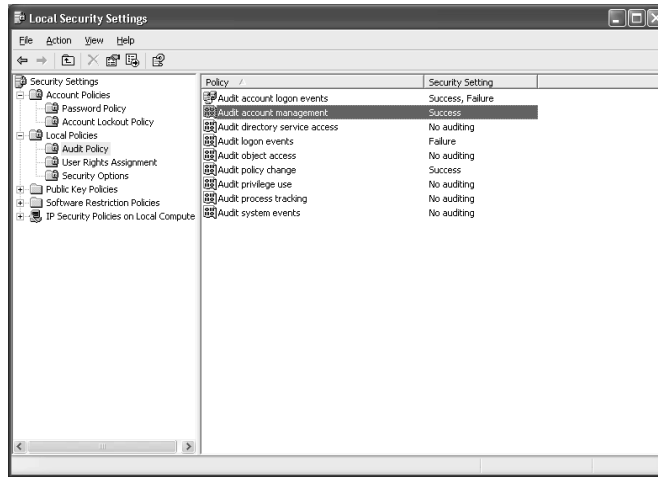 Local Security Settings
File Action View Help
Security Settings
Account Policies
Password Policy
Account Lockout Policy
Local Policies
Audit Policy
User Rights Assignment
Security Options
Public Key Policies
Software Restriction Policies
IP Security Policies on Local Compute
Policy Security Setting
Audit account logon events Success, Failure
Audit account management Success
Audit directory service access No auditing
Audit logon events Failure
Audit object access No auditing
Audit policy change Success
Audit privilege use No auditing
Audit process tracking No auditing
Audit system events No auditing